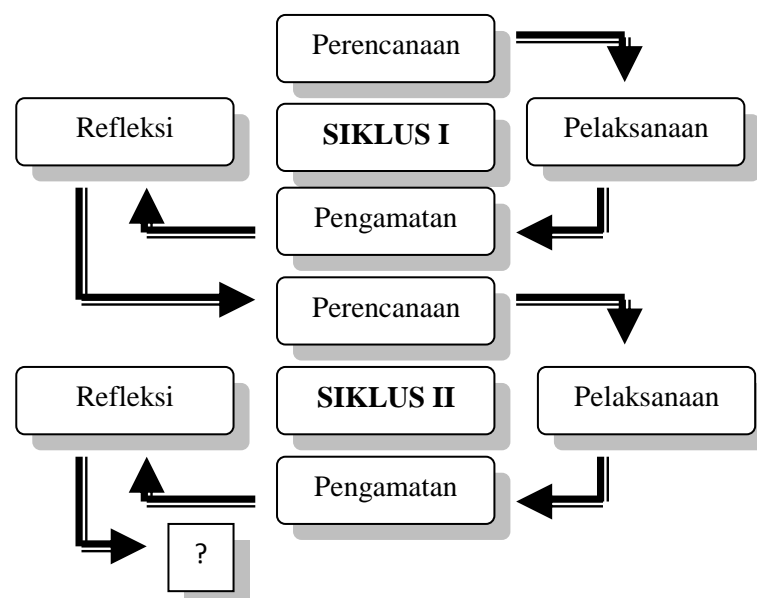 Perencanaan
Refleksi
SIKLUS I
Pelaksanaan
Pengamatan
Perencanaan
Refleksi
SIKLUS II
Pelaksanaan
Pengamatan
?